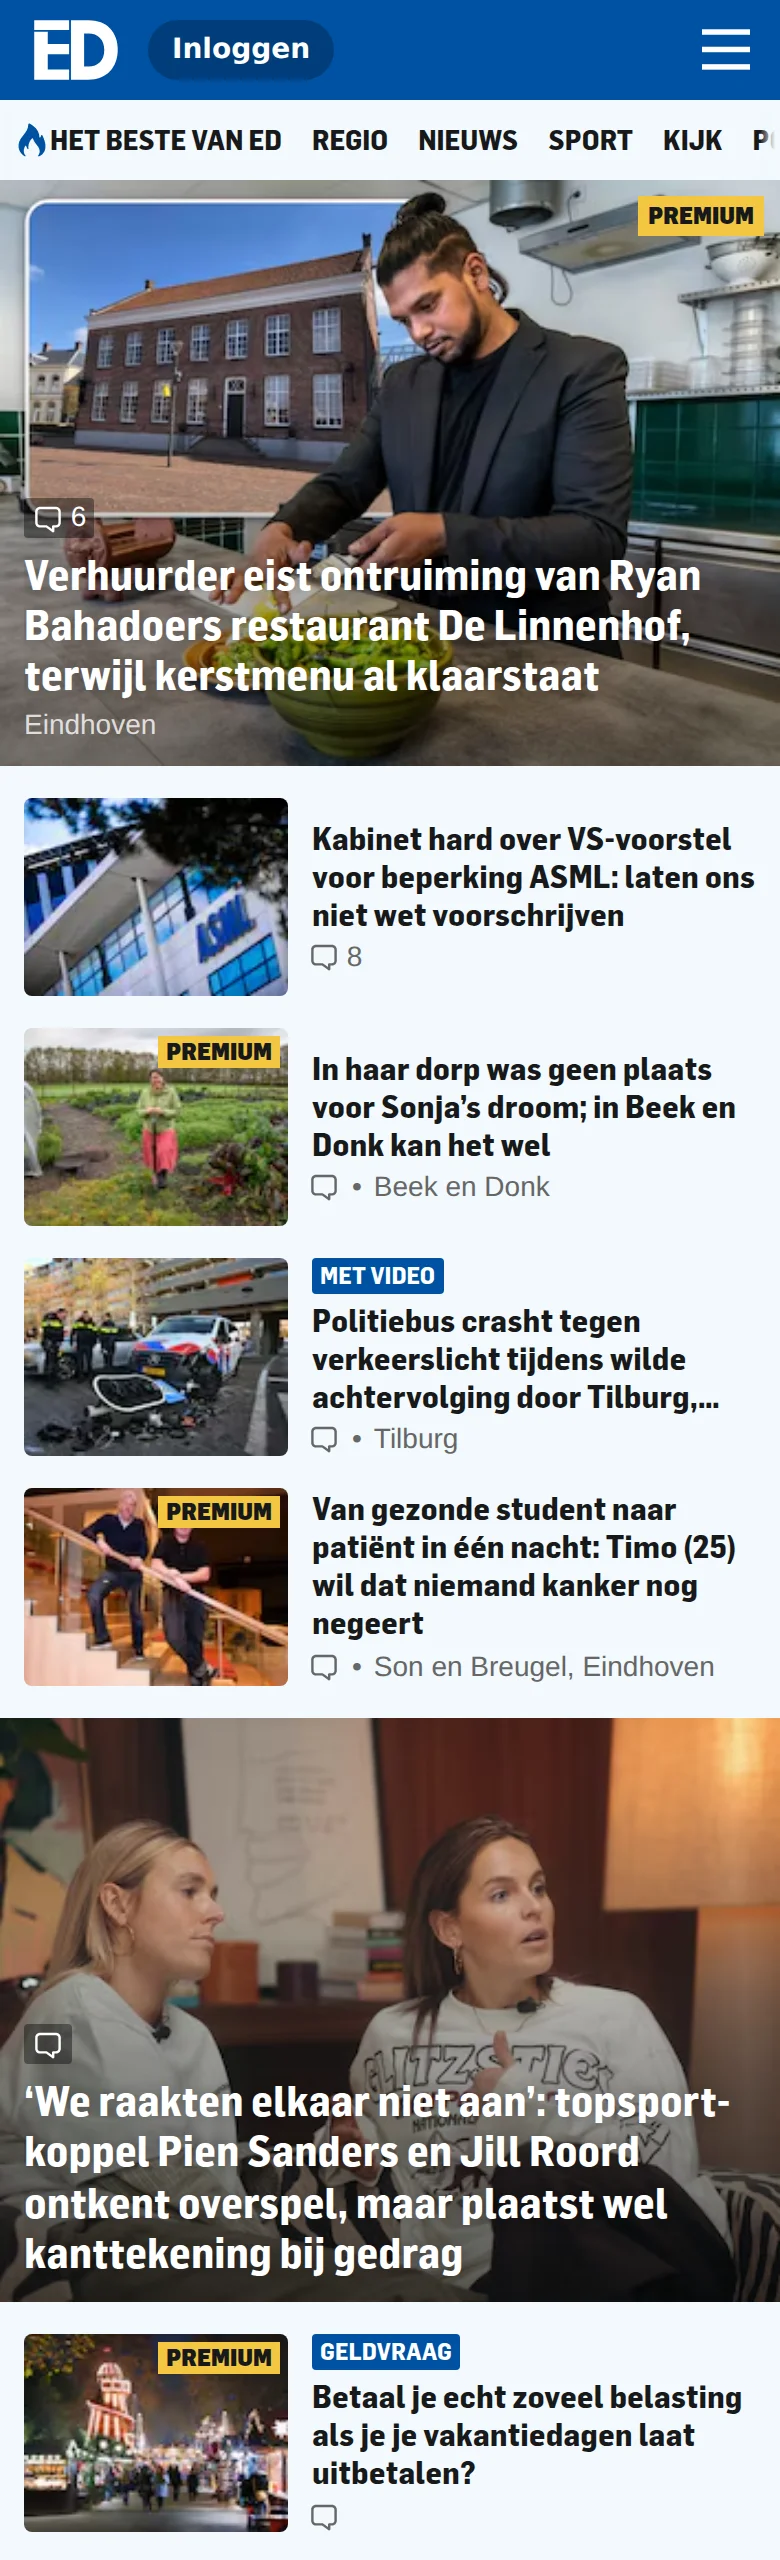 ED
Inloggen
HET BESTE VAN ED REGIO NIEUWS SPORT KIJK
PREMIUM
6
Verhuurder eist ontruiming van Ryan
Bahadoers restaurant De Linnenhof,
terwijl kerstmenu al klaarstaat
Eindhoven
ASML
Kabinet hard over VS-voorstel
voor beperking ASML: laten ons
niet wet voorschrijven
8
PREMIUM
In haar dorp was geen plaats
voor Sonja’s droom; in Beek en
Donk kan het wel
• Beek en Donk
MET VIDEO
Politiebus crasht tegen
verkeerslicht tijdens wilde
achtervolging door Tilburg,...
• Tilburg
PREMIUM
Van gezonde student naar
patiënt in één nacht: Timo (25)
wil dat niemand kanker nog
negeert
• Son en Breugel, Eindhoven
NATIONAL
‘We raakten elkaar niet aan’: topsport-
koppel Pien Sanders en Jill Roord
ontkent overspel, maar plaatst wel
kanttekening bij gedrag
PREMIUM
GELDVRAAG
Betaal je echt zoveel belasting
als je je vakantiedagen laat
uitbetalen?